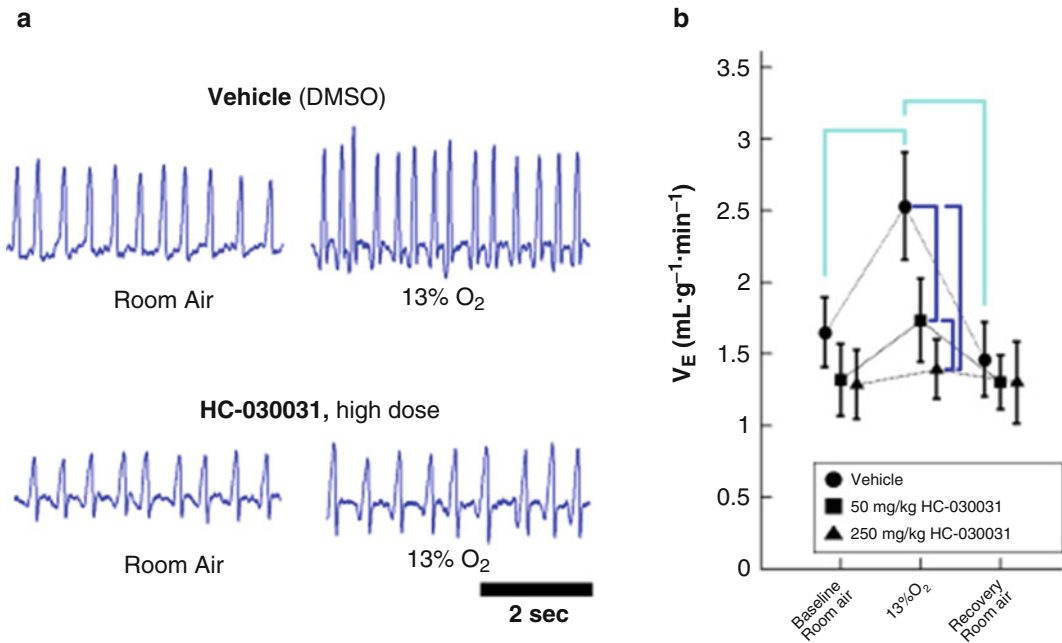 a
Vehicle (DMSO)
Room Air
13% O₂
HC-030031, high dose
Room Air
13% O₂
2 sec
b
V_E (mL·g⁻¹·min⁻¹)
3.5
3
2.5
2
1.5
1
0.5
0
Vehicle
50 mg/kg HC-030031
250 mg/kg HC-030031
Baseline
Room air
13%O₂
Recovery
Room air